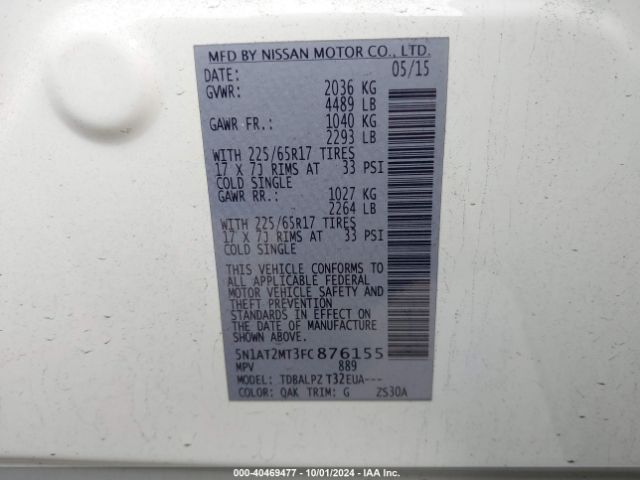 MFD BY NISSAN MOTOR CO., LTD.
DATE: 05/15
GVWR: 2036 KG
4489 LB
GAWR FR.: 1040 KG
2293 LB
WITH 225/65R17 TIRES
17 X 7J RIMS AT 33 PSI
COLD SINGLE
GAWR RR.: 1027 KG
2264 LB
WITH 225/65R17 TIRES
17 X 7J RIMS AT 33 PSI
COLD SINGLE
THIS VEHICLE CONFORMS TO
ALL APPLICABLE FEDERAL
MOTOR VEHICLE SAFETY AND
THEFT PREVENTION
STANDARDS IN EFFECT ON
THE DATE OF MANUFACTURE
SHOWN ABOVE.
5N1AT2MT3FC876155
MPV 889
MODEL: TDBALPZ T32EUA---
COLOR: QAK TRIM: G ZS30A
000-40469477 - 10/01/2024 - IAA Inc.